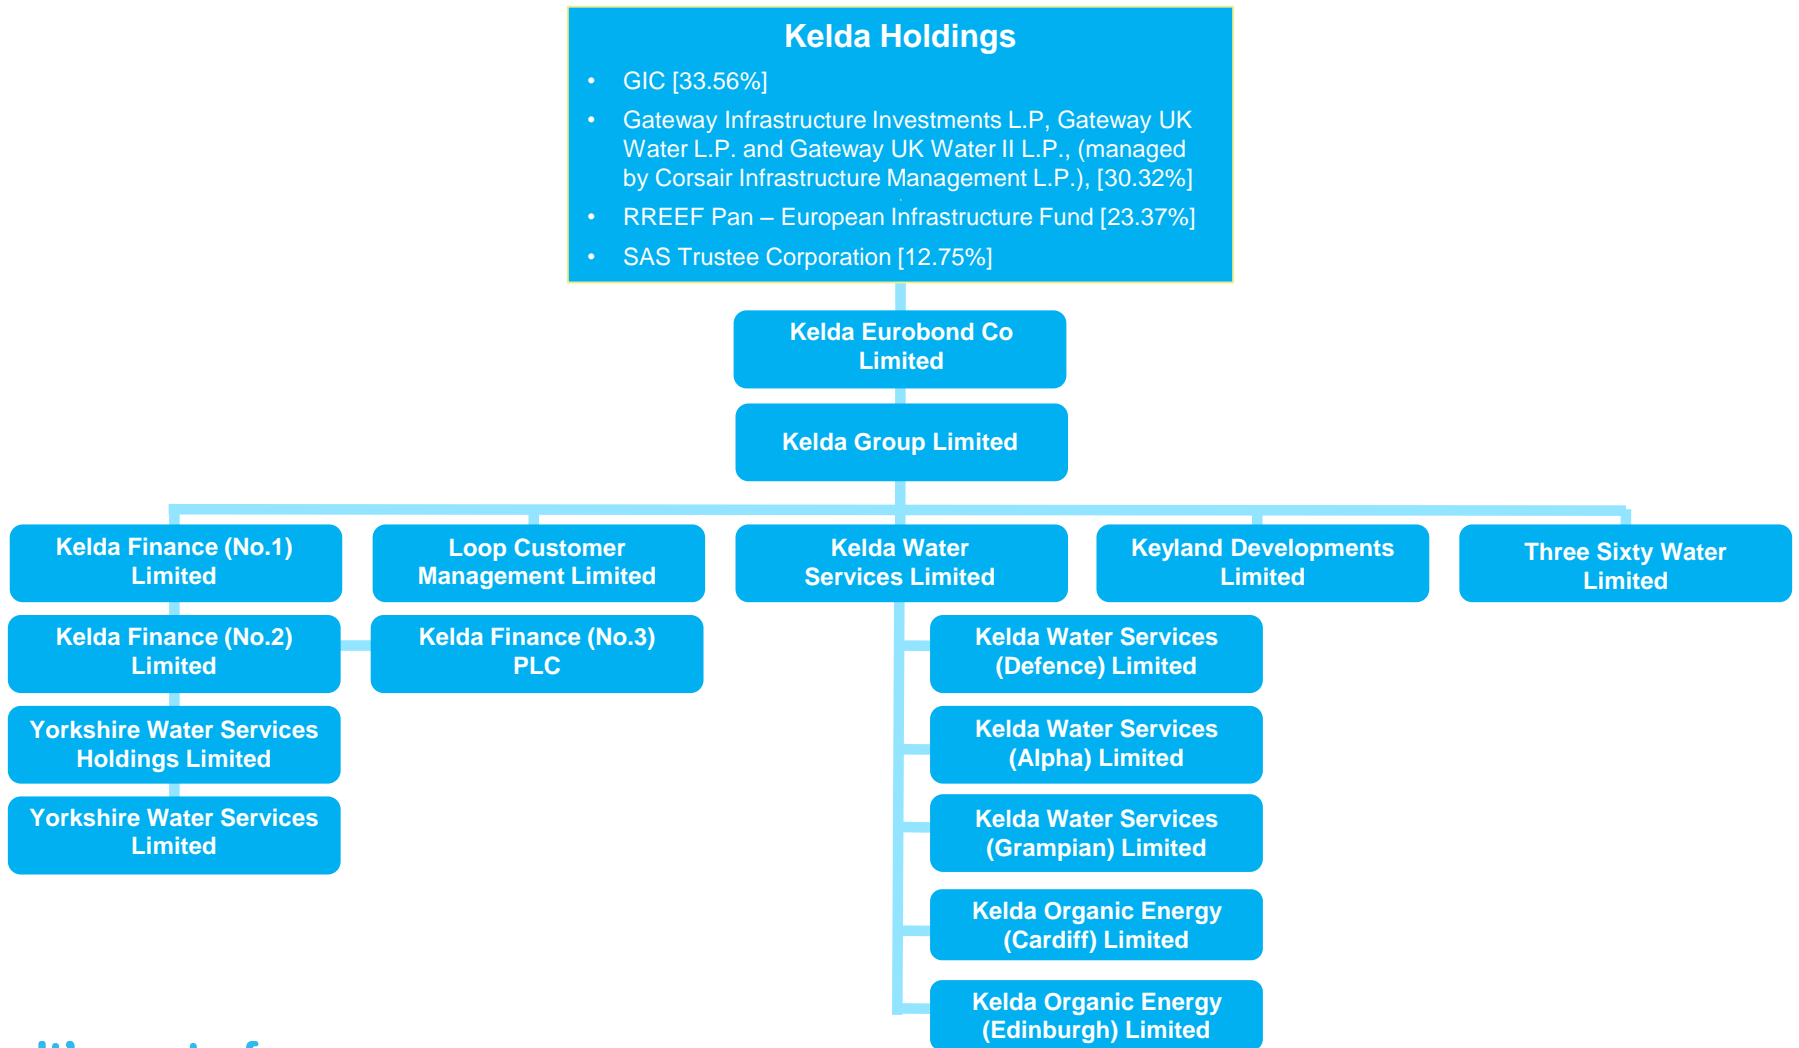 Kelda Holdings
• GIC [33.56%]
• Gateway Infrastructure Investments L.P, Gateway UK
Water L.P. and Gateway UK Water II L.P., (managed
by Corsair Infrastructure Management L.P.), [30.32%]
• RREEF Pan – European Infrastructure Fund [23.37%]
• SAS Trustee Corporation [12.75%]
Kelda Eurobond Co
Limited
Kelda Group Limited
Kelda Finance (No.1)
Limited
Loop Customer
Management Limited
Kelda Water
Services Limited
Keyland Developments
Limited
Three Sixty Water
Limited
Kelda Finance (No.2)
Limited
Kelda Finance (No.3)
PLC
Kelda Water Services
(Defence) Limited
Yorkshire Water Services
Holdings Limited
Kelda Water Services
(Alpha) Limited
Yorkshire Water Services
Limited
Kelda Water Services
(Grampian) Limited
Kelda Organic Energy
(Cardiff) Limited
Kelda Organic Energy
(Edinburgh) Limited